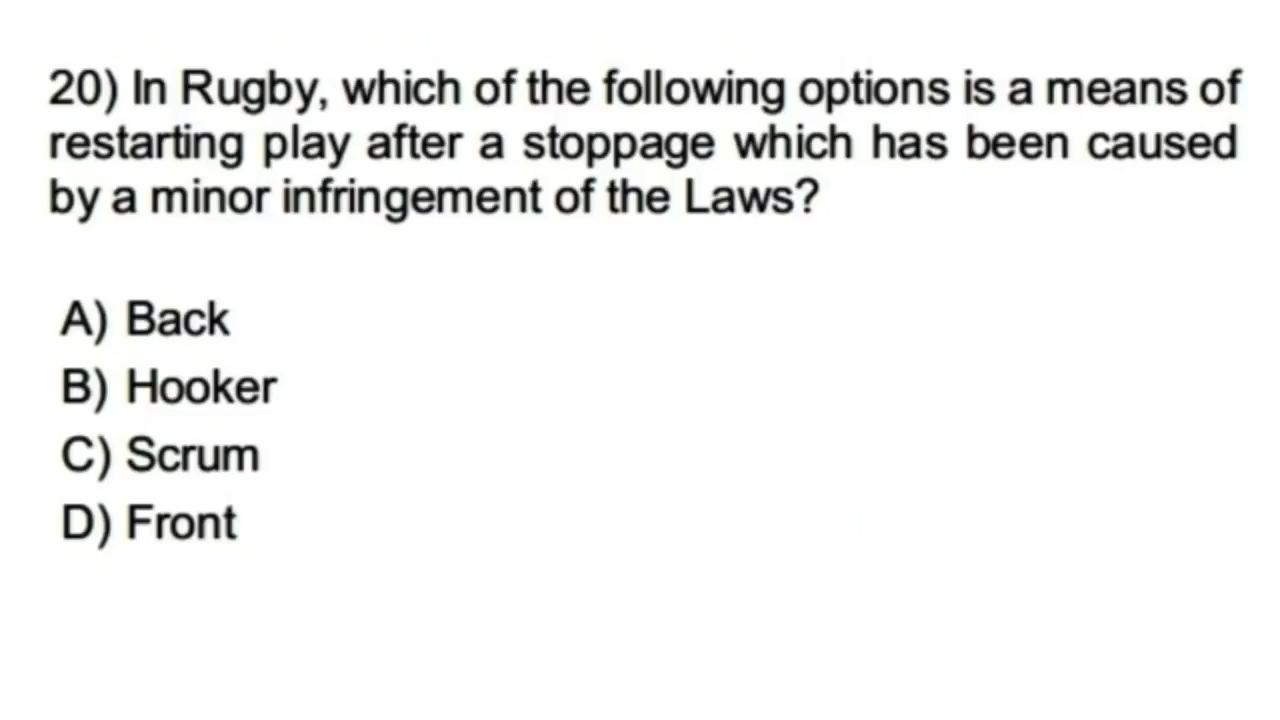 20) In Rugby, which of the following options is a means of
restarting play after a stoppage which has been caused
by a minor infringement of the Laws?
A) Back
B) Hooker
C) Scrum
D) Front